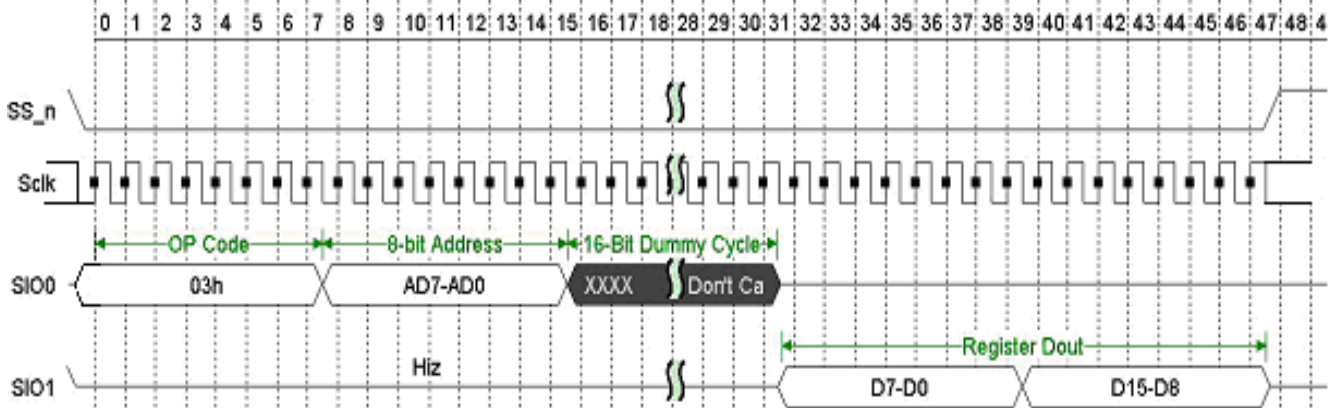 0 1 2 3 4 5 6 7 8 9 10 11 12 13 14 15 16 17 18 28 29 30 31 32 33 34 35 36 37 38 39 40 41 42 43 44 45 46 47 48 4
SS_n
Sclk
OP Code 8-bit Address 16-Bit Dummy Cycle
SIO0 03h AD7-AD0 XXXX Don't Ca
Hiz Register Dout
SIO1 D7-D0 D15-D8